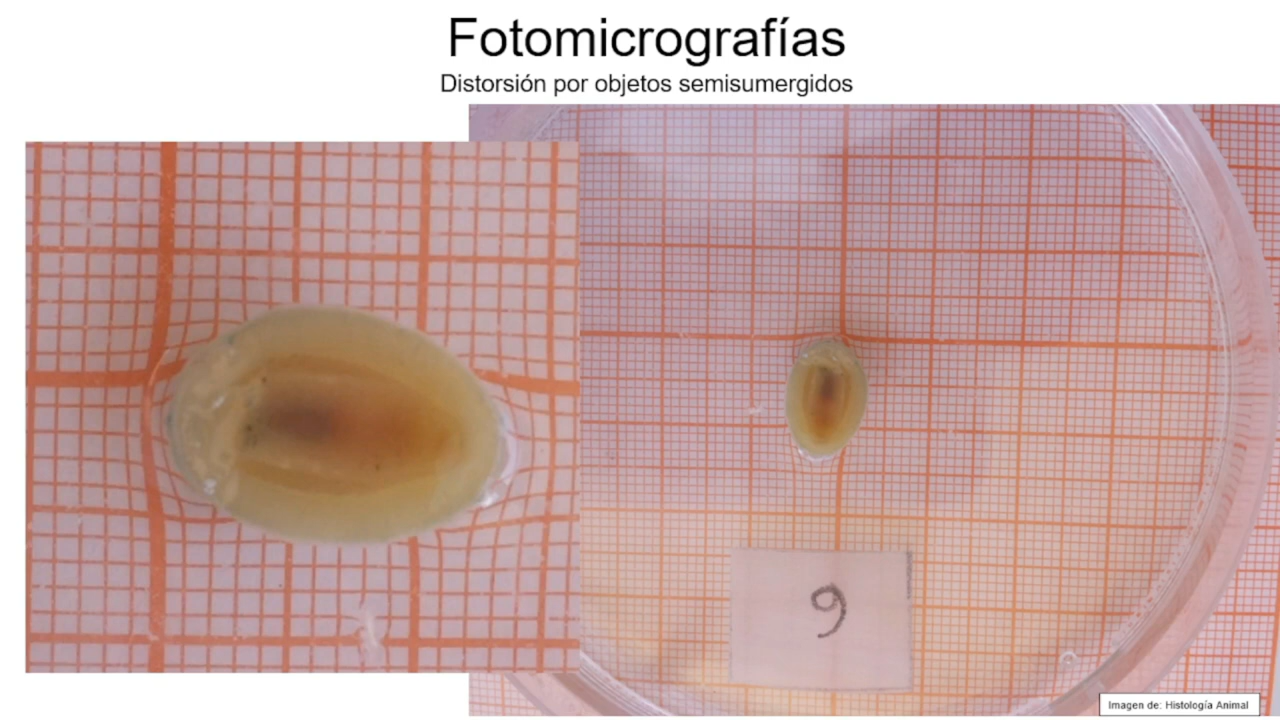 Fotomicrografías
Distorsión por objetos semisumergidos
9
Imagen de: Histología Animal